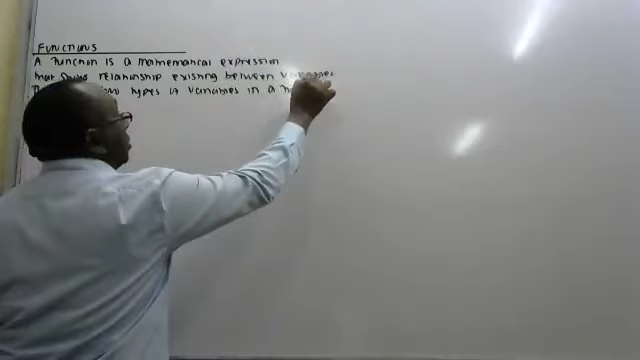 FUNCTIONS
A Function is a mathematical expression
that shows relationship existing between variables
types of variables in a